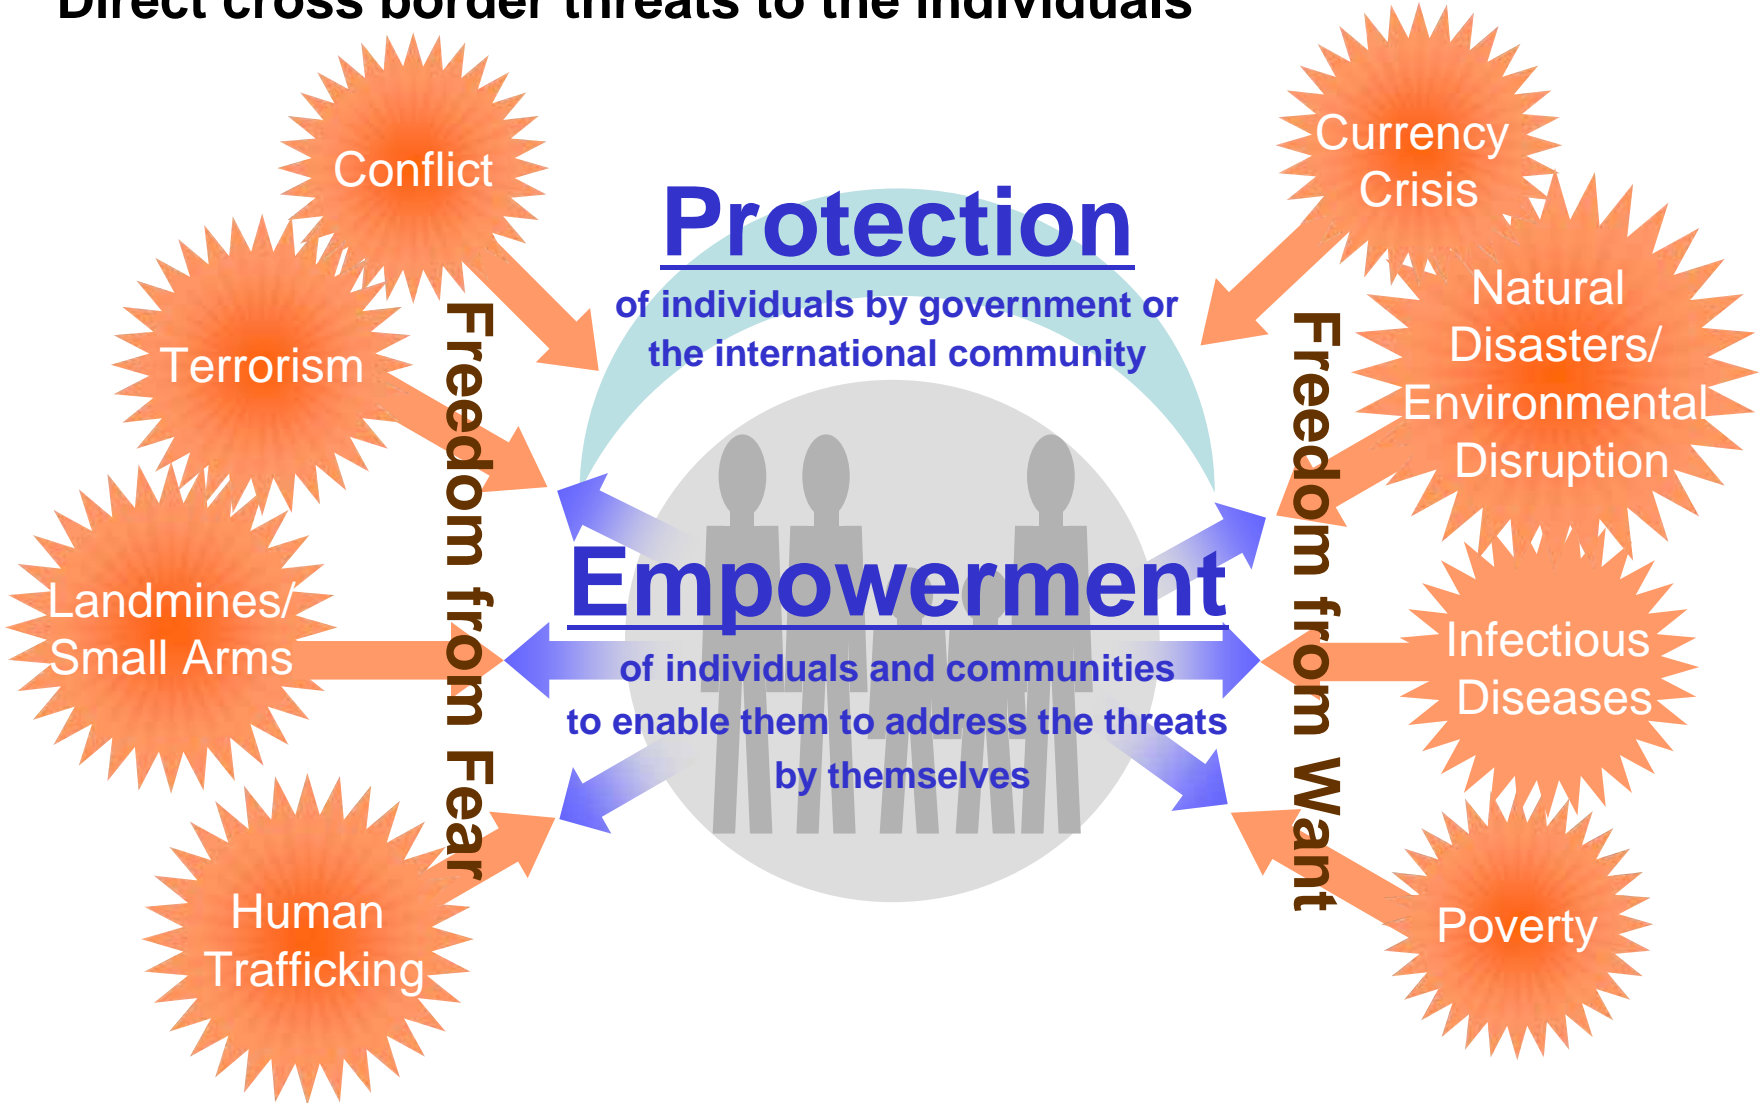 Direct cross border threats to the individuals
Conflict
Terrorism
Landmines/
Small Arms
Human
Trafficking
Freedom from Fear
Protection
of individuals by government or
the international community
Empowerment
of individuals and communities
to enable them to address the threats
by themselves
Freedom from Want
Currency
Crisis
Natural
Disasters/
Environmental
Disruption
Infectious
Diseases
Poverty